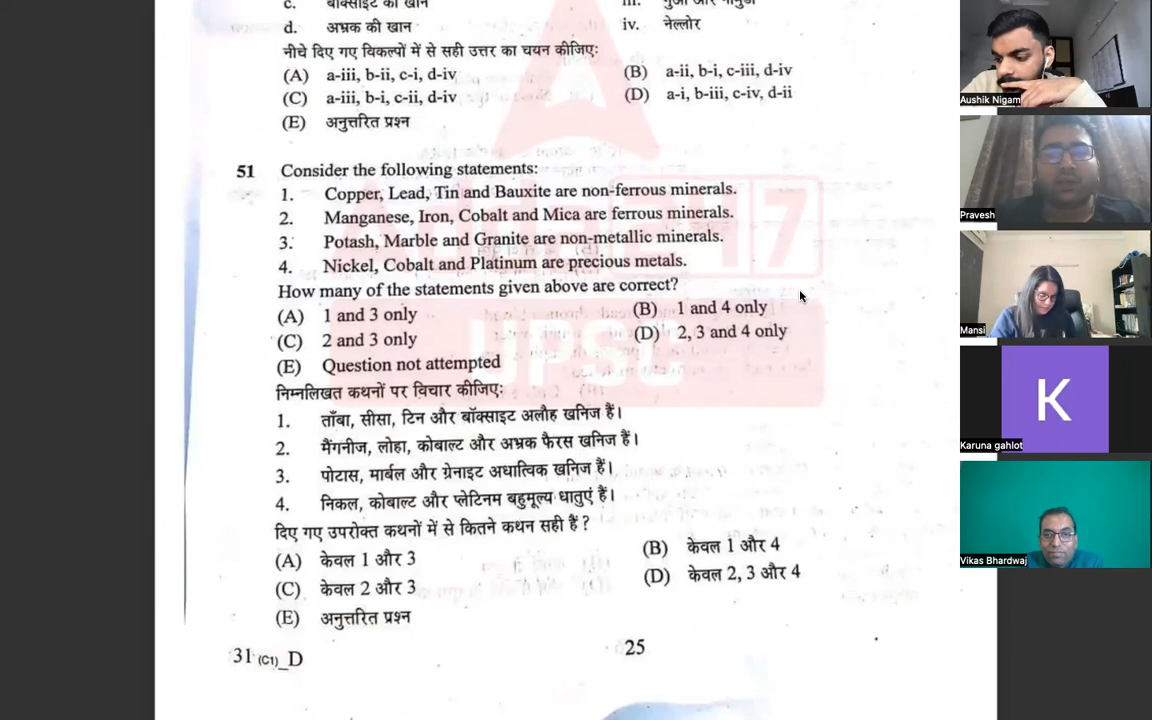 c. बाक्साइट की खान
iii.
d. अभ्रक की खान
iv. नेल्लोर
नीचे दिए गए विकल्पों में से सही उत्तर का चयन कीजिए:
(A) a-iii, b-ii, c-i, d-iv
(B) a-ii, b-i, c-iii, d-iv
(C) a-iii, b-i, c-ii, d-iv
(D) a-i, b-iii, c-iv, d-ii
(E) अनुत्तरित प्रश्न
51 Consider the following statements:
1. Copper, Lead, Tin and Bauxite are non-ferrous minerals.
2. Manganese, Iron, Cobalt and Mica are ferrous minerals.
3. Potash, Marble and Granite are non-metallic minerals.
4. Nickel, Cobalt and Platinum are precious metals.
How many of the statements given above are correct?
(A) 1 and 3 only
(B) 1 and 4 only
(C) 2 and 3 only
(D) 2, 3 and 4 only
(E) Question not attempted
निम्नलिखत कथनों पर विचार कीजिए:
1. ताँबा, सीसा, टिन और बॉक्साइट अलौह खनिज हैं।
2. मैंगनीज, लोहा, कोबाल्ट और अभ्रक फैरस खनिज हैं।
3. पोटास, मार्बल और ग्रेनाइट अधात्विक खनिज हैं।
4. निकल, कोबाल्ट और प्लेटिनम बहुमूल्य धातुएं हैं।
दिए गए उपरोक्त कथनों में से कितने कथन सही हैं ?
(A) केवल 1 और 3
(B) केवल 1 और 4
(C) केवल 2 और 3
(D) केवल 2, 3 और 4
(E) अनुत्तरित प्रश्न
31 (C1)_D
25
Adda 247
UPSC
Aushik Nigam
Pravesh
Mansi
K
Karuna gahlot
Vikas Bhardwaj